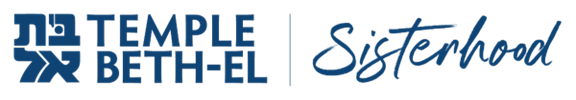 בית
אל
TEMPLE
BETH-EL
Sisterhood